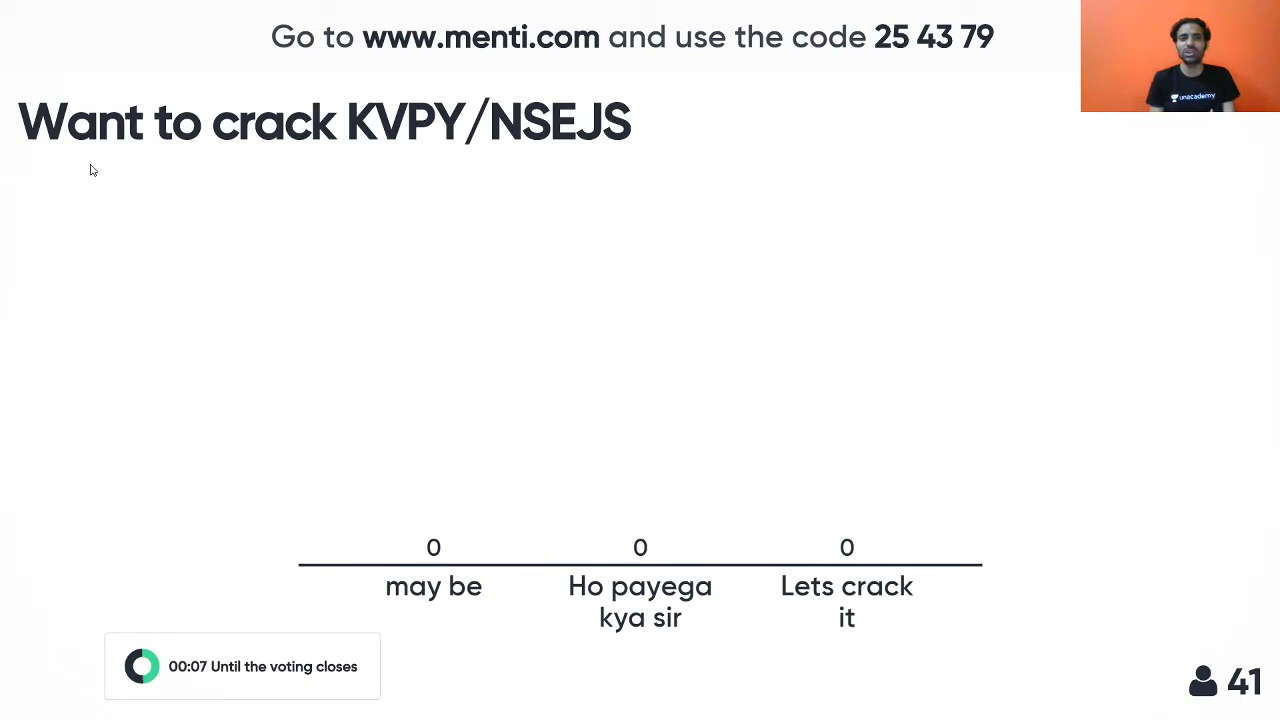 Go to www.menti.com and use the code 25 43 79
unacademy
Want to crack KVPY/NSEJS
0
0
0
may be
Ho payega
kya sir
Lets crack
it
00:07 Until the voting closes
41